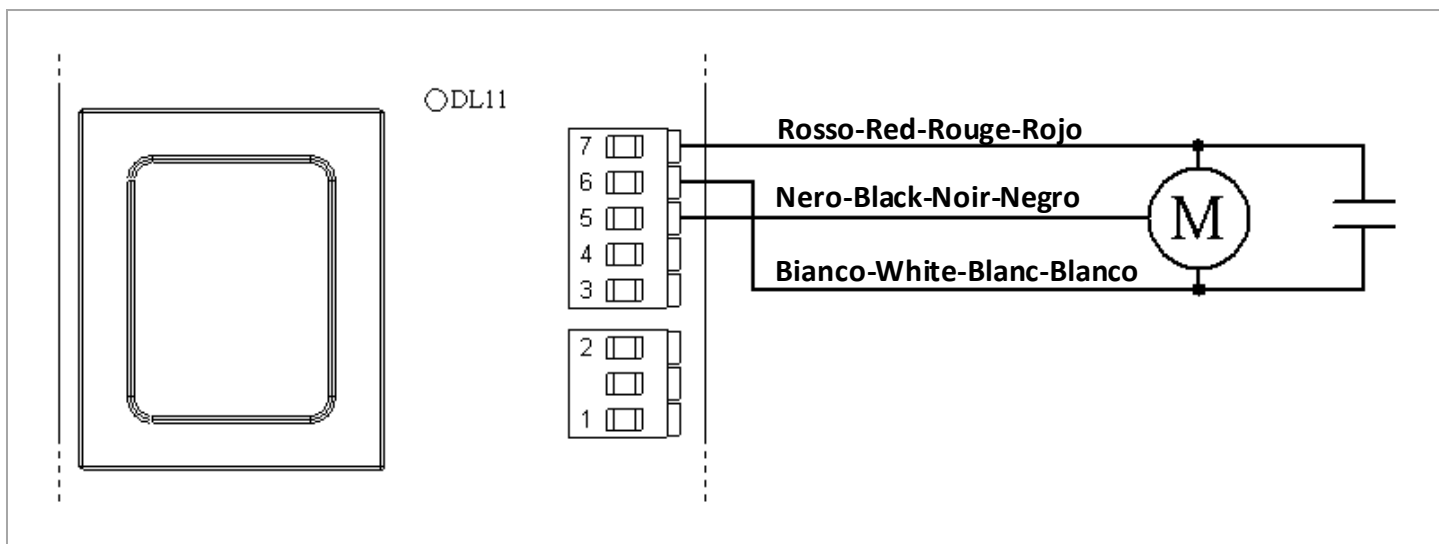 DL11
7
Rosso-Red-Rouge-Rojo
6
5
Nero-Black-Noir-Negro
M
4
3
Bianco-White-Blanc-Blanco
2
1